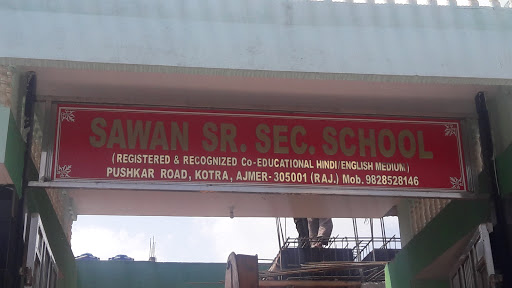 SAWAN SR. SEC. SCHOOL
(REGISTERED & RECOGNIZED Co-EDUCATIONAL HINDI/ENGLISH MEDIUM)
PUSHKAR ROAD, KOTRA, AJMER-305001 (RAJ.) Mob. 9828528146